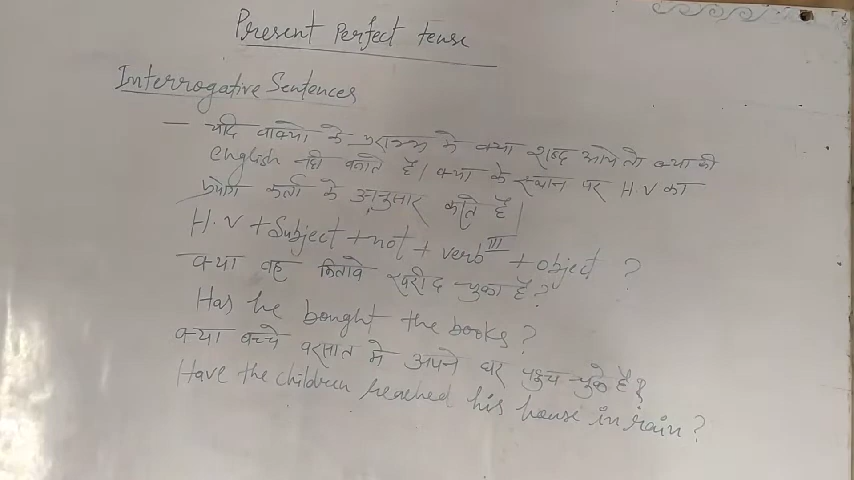 Present Perfect tense
Interrogative Sentences
— यदि वाक्यो के प्रारम्भ मे क्या शब्द आये तो क्या की
english नही बनाते है। क्या के स्थान पर H.V का
प्रयोग कर्ता के अनुसार करते है।
H.V + Subject + not + verb III + object ?
क्या वह किताबे खरीद चुका है?
Has he bought the books?
क्या बच्चे बरसात मे अपने घर पहुच चुके है?
Have the children reached his house in rain?